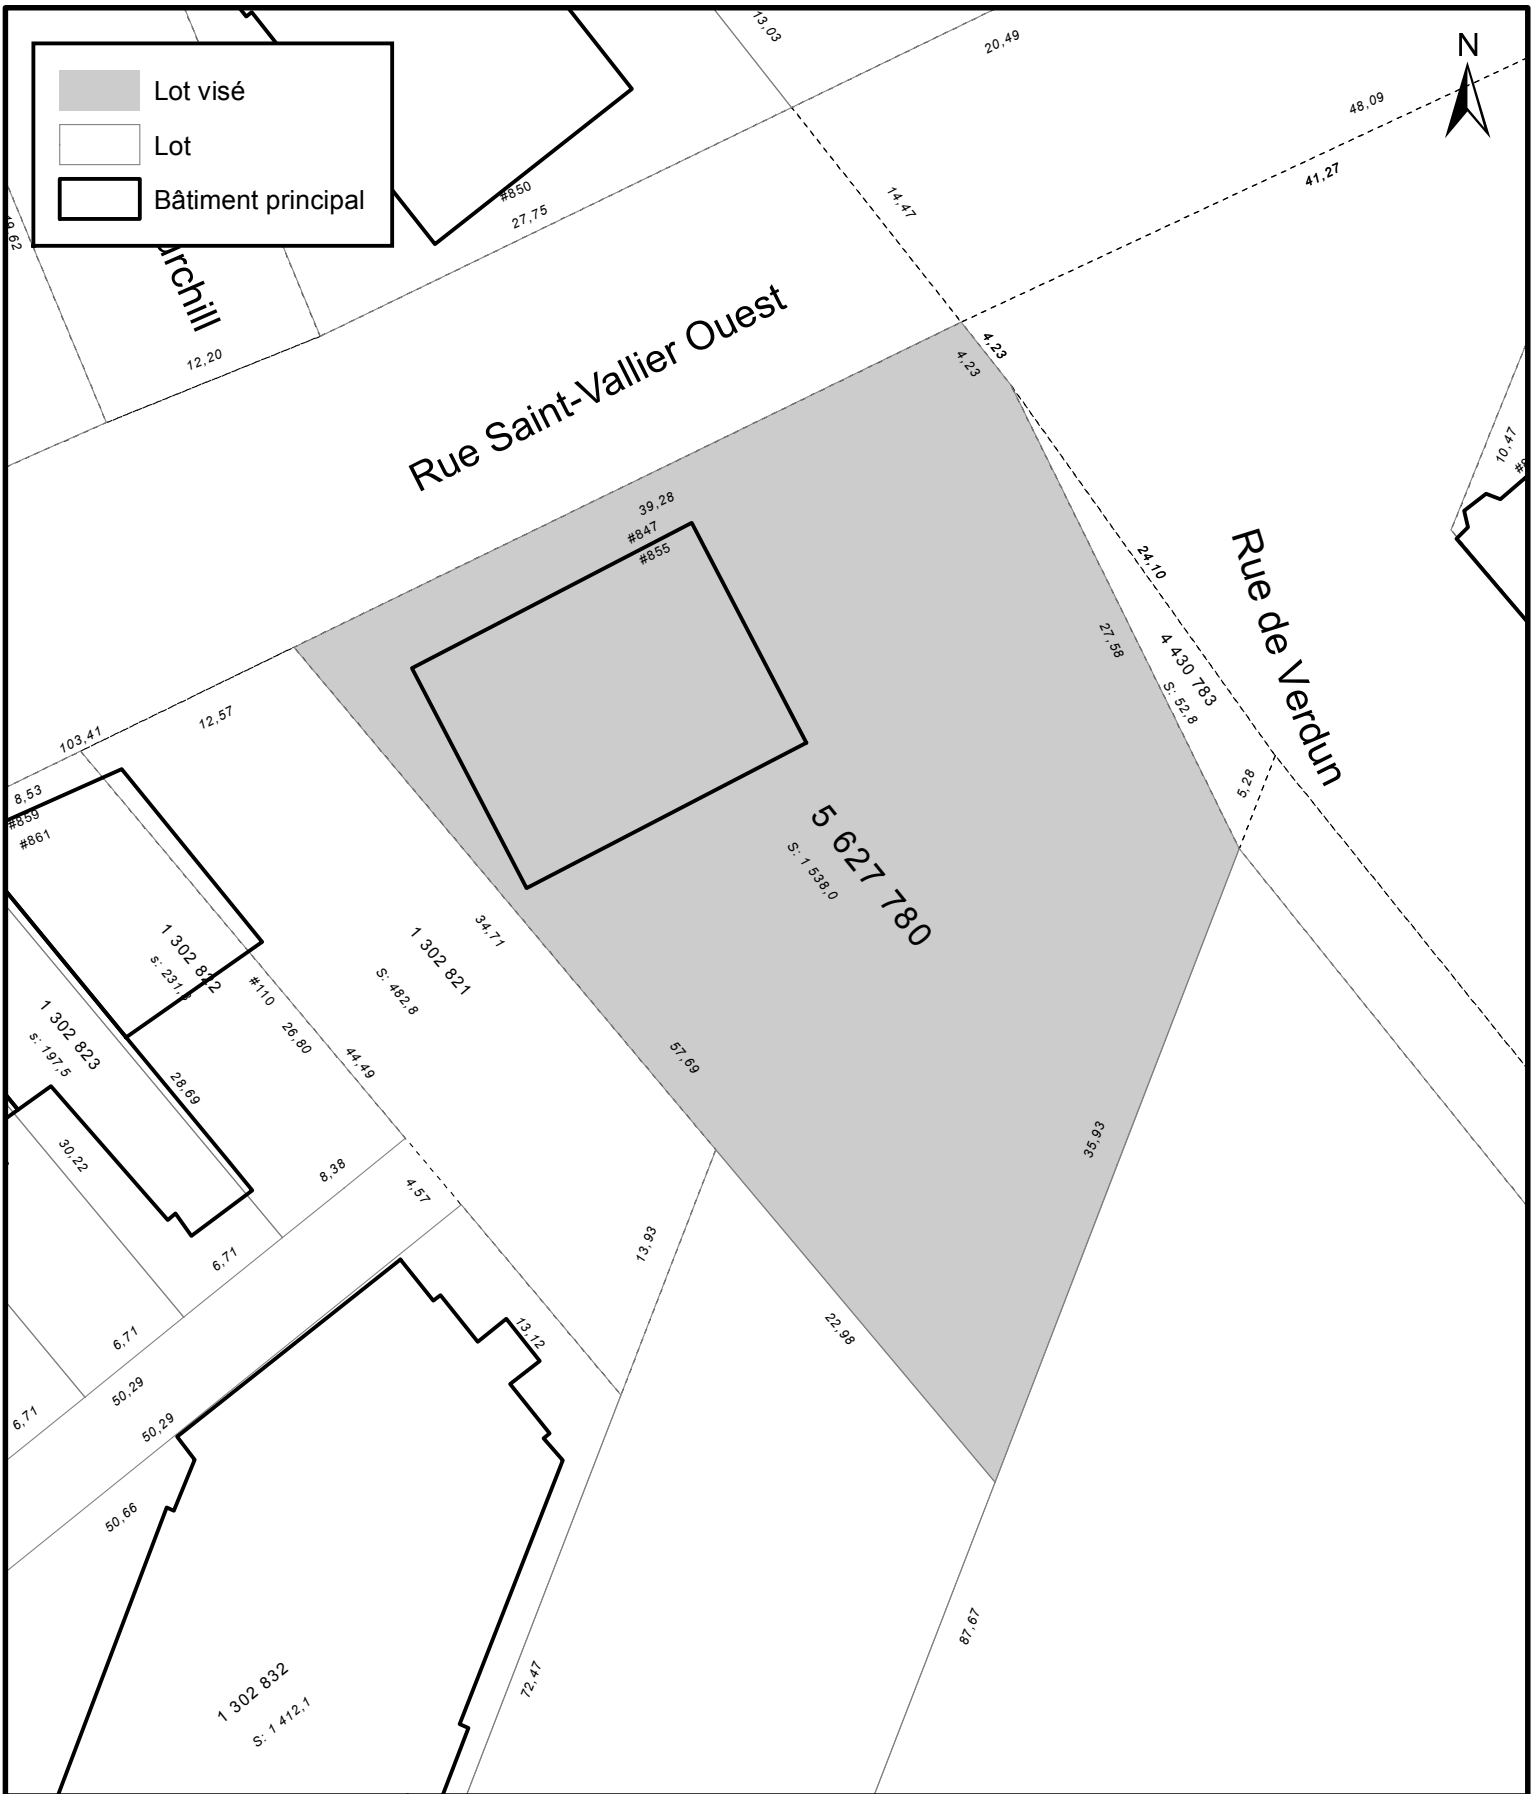 13,03
20,49
N
48,09
41,27
Lot visé
Lot
Bâtiment principal
#850
27,75
14,47
12,20
Rue Saint-Vallier Ouest
4,23
4,23
10,47
39,28
#847
#855
24,10
27,58
4 430 783
S: 52,8
Rue de Verdun
5,28
12,57
103,41
8,53
#859
#861
5 627 780
S: 1 538,0
34,71
1 302 821
S: 482,8
1 302 822
s: 231,
#110
26,80
44,49
1 302 823
s: 197,5
28,69
30,22
57,69
35,93
8,38
4,57
6,71
13,93
22,98
13,12
6,71
50,29
6,71
50,29
50,66
87,67
72,47
1 302 832
S: 1 412,1